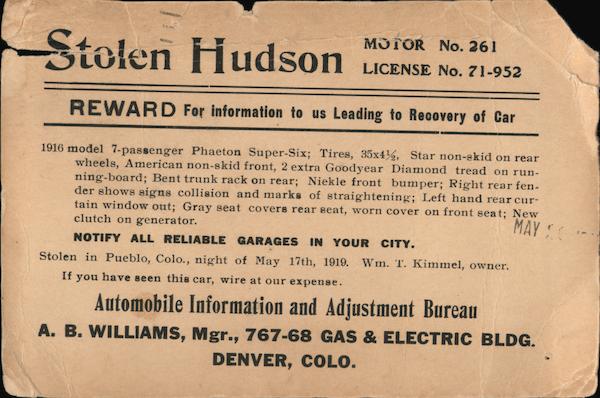 Stolen Hudson
MOTOR No. 261
LICENSE No. 71-952
REWARD For information to us Leading to Recovery of Car
1916 model 7-passenger Phaeton Super-Six; Tires, 35x4½, Star non-skid on rear
wheels, American non-skid front, 2 extra Goodyear Diamond tread on run-
ning-board; Bent trunk rack on rear; Niekle front bumper; Right rear fen-
der shows signs collision and marks of straightening; Left hand rear cur-
tain window out; Gray seat covers rear seat, worn cover on front seat; New
clutch on generator.
MAY
NOTIFY ALL RELIABLE GARAGES IN YOUR CITY.
Stolen in Pueblo, Colo., night of May 17th, 1919. Wm. T. Kimmel, owner.
If you have seen this car, wire at our expense.
Automobile Information and Adjustment Bureau
A. B. WILLIAMS, Mgr., 767-68 GAS & ELECTRIC BLDG.
DENVER, COLO.